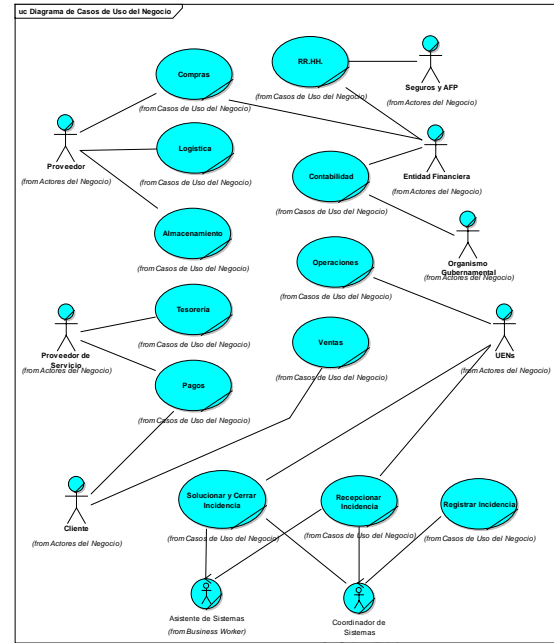 uc Diagrama de Casos de Uso del Negocio
Compras
(from Casos de Uso del Negocio)
RR.HH.
(from Casos de Uso del Negocio)
Seguros y AFP
(from Actores del Negocio)
Proveedor
(from Actores del Negocio)
Logística
(from Casos de Uso del Negocio)
Contabilidad
(from Casos de Uso del Negocio)
Entidad Financiera
(from Actores del Negocio)
Almacenamiento
(from Casos de Uso del Negocio)
Operaciones
(from Casos de Uso del Negocio)
Organismo
Gubernamental
(from Actores del Negocio)
Proveedor de
Servicio
(from Actores del Negocio)
Tesorería
(from Casos de Uso del Negocio)
Ventas
(from Casos de Uso del Negocio)
UENs
(from Actores del Negocio)
Pagos
(from Casos de Uso del Negocio)
Cliente
(from Actores del Negocio)
Solucionar y Cerrar
Incidencia
(from Casos de Uso del Negocio)
Recepcionar
Incidencia
(from Casos de Uso del Negocio)
Registrar Incidencia
(from Casos de Uso del Negocio)
Asistente de Sistemas
(from Business Worker)
Coordinador de
Sistemas